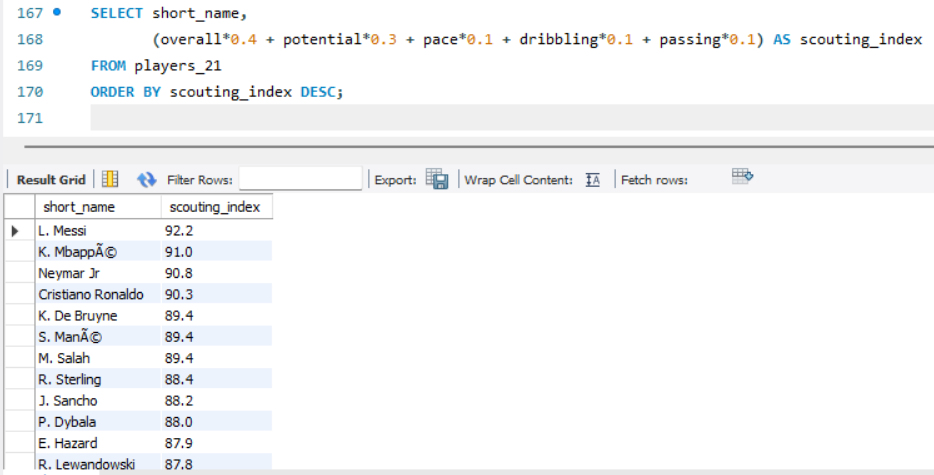 167 SELECT short_name,
168 (overall*0.4 + potential*0.3 + pace*0.1 + dribbling*0.1 + passing*0.1) AS scouting_index
169 FROM players_21
170 ORDER BY scouting_index DESC;
171
Result Grid Filter Rows: Export: Wrap Cell Content: IA Fetch rows:
short_name scouting_index
L. Messi 92.2
K. MbappÃ© 91.0
Neymar Jr 90.8
Cristiano Ronaldo 90.3
K. De Bruyne 89.4
S. ManÃ© 89.4
M. Salah 89.4
R. Sterling 88.4
J. Sancho 88.2
P. Dybala 88.0
E. Hazard 87.9
R. Lewandowski 87.8